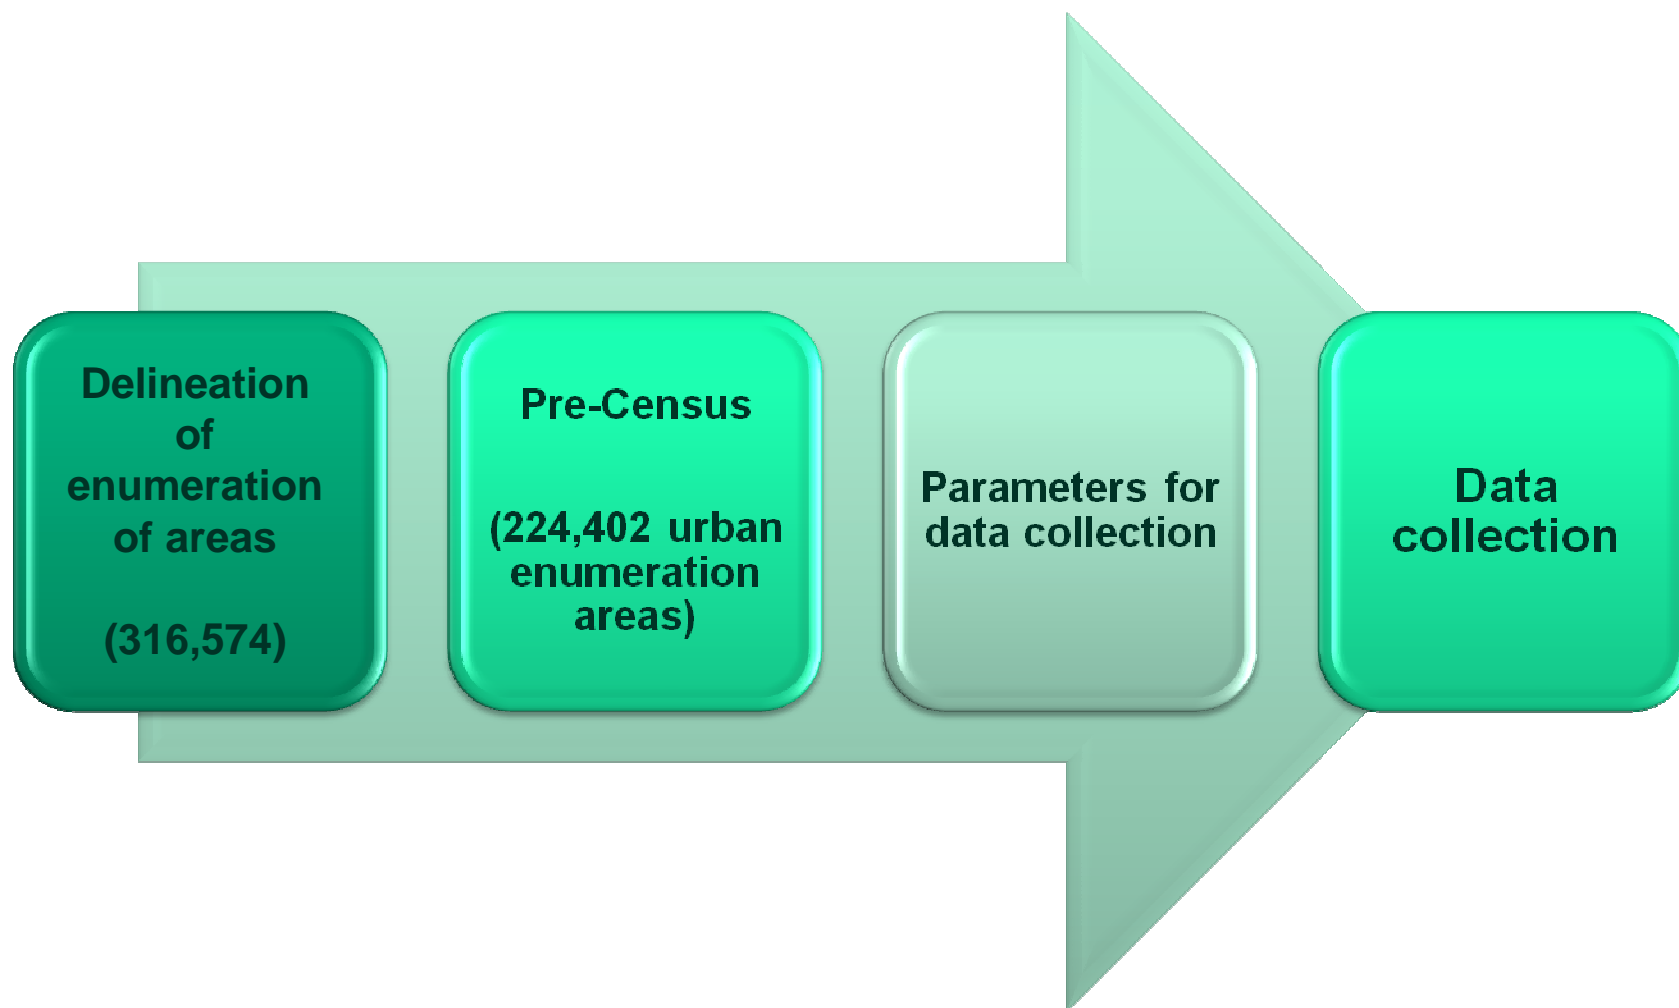 Delineation
of
enumeration
of areas
(316,574)
Pre-Census
(224,402 urban
enumeration
areas)
Parameters for
data collection
Data
collection